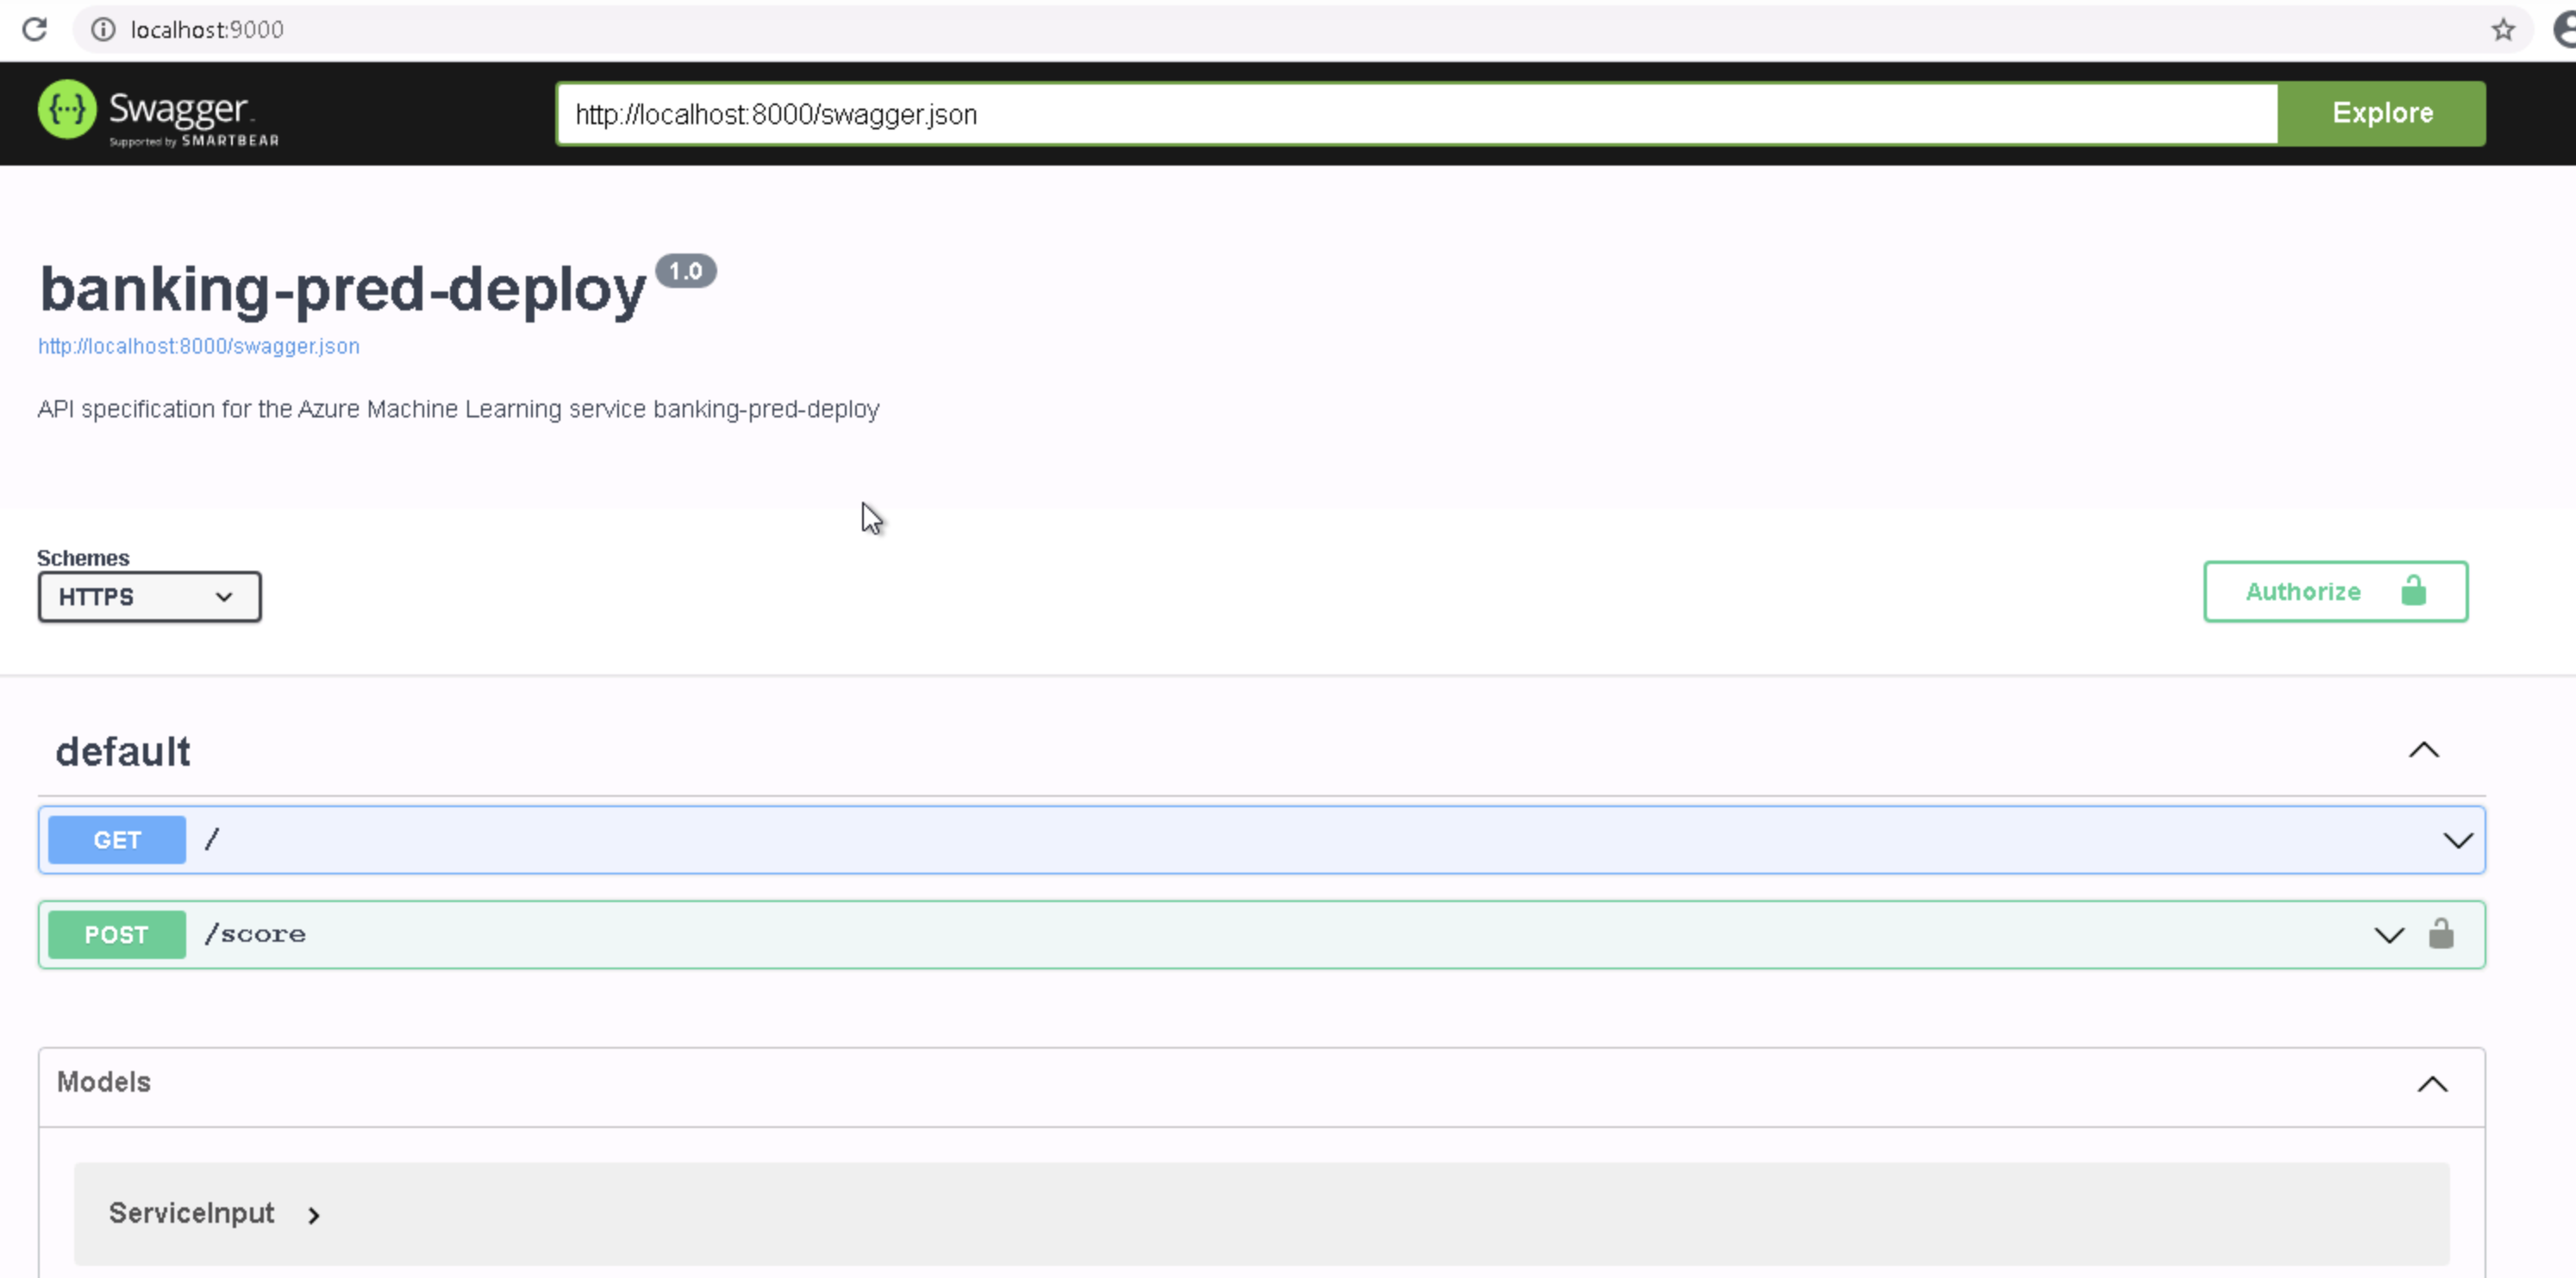 localhost:9000
Swagger
Supported by SMARTBEAR
http://localhost:8000/swagger.json
Explore
banking-pred-deploy 1.0
http://localhost:8000/swagger.json
API specification for the Azure Machine Learning service banking-pred-deploy
Schemes
HTTPS
Authorize
default
GET /
POST /score
Models
ServiceInput